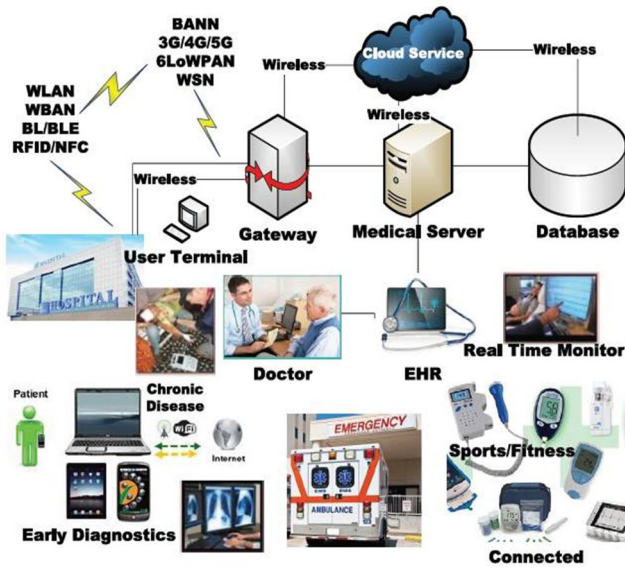 BANN
3G/4G/5G
6LoWPAN
WSN
WLAN
WBAN
BL/BLE
RFID/NFC
Cloud Service
Wireless
Wireless
Wireless
Wireless
User Terminal
Gateway
Medical Server
Database
HOSPITAL
HOSPITAL
Doctor
EHR
Real Time Monitor
Patient
Chronic
Disease
WiFi
Internet
Early Diagnostics
EMERGENCY
AMBULANCE
Sports/Fitness
Connected